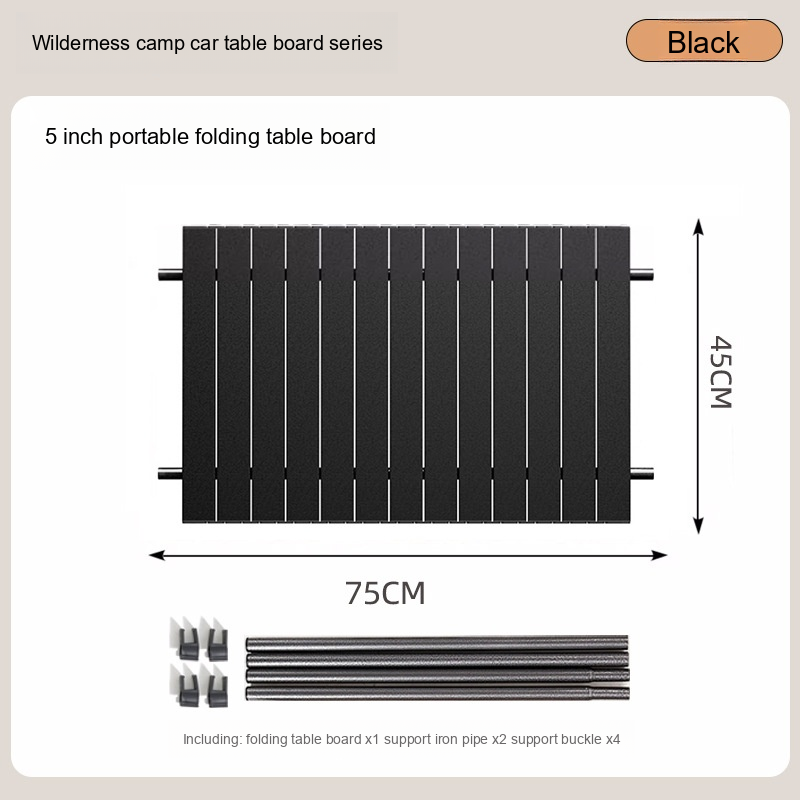 Wilderness camp car table board series
Black
5 inch portable folding table board
45CM
75CM
Including: folding table board x1 support iron pipe x2 support buckle x4